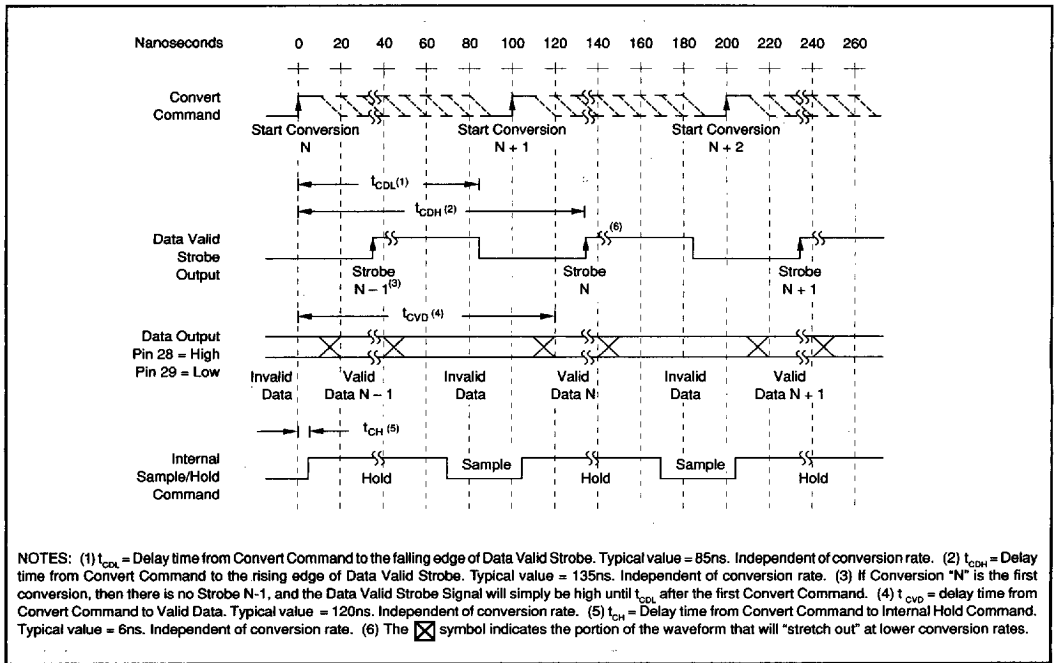 Nanoseconds 0 20 40 60 80 100 120 140 160 180 200 220 240 260
Convert
Command
Start Conversion
N
Start Conversion
N + 1
Start Conversion
N + 2
tCDL(1)
tCDH(2)
Data Valid
Strobe
Output
(6)
Strobe
N – 1(3)
Strobe
N
Strobe
N + 1
tCVD(4)
Data Output
Pin 28 = High
Pin 29 = Low
Invalid
Data
Valid
Data N – 1
Invalid
Data
Valid
Data N
Invalid
Data
Valid
Data N + 1
tCH(5)
Internal
Sample/Hold
Command
Hold
Sample
Hold
Sample
Hold
NOTES: (1) tCDL = Delay time from Convert Command to the falling edge of Data Valid Strobe. Typical value = 85ns. Independent of conversion rate. (2) tCDH = Delay
time from Convert Command to the rising edge of Data Valid Strobe. Typical value = 135ns. Independent of conversion rate. (3) If Conversion "N" is the first
conversion, then there is no Strobe N-1, and the Data Valid Strobe Signal will simply be high until tCDL after the first Convert Command. (4) tCVD = delay time from
Convert Command to Valid Data. Typical value = 120ns. Independent of conversion rate. (5) tCH = Delay time from Convert Command to Internal Hold Command.
Typical value = 6ns. Independent of conversion rate. (6) The symbol indicates the portion of the waveform that will "stretch out" at lower conversion rates.